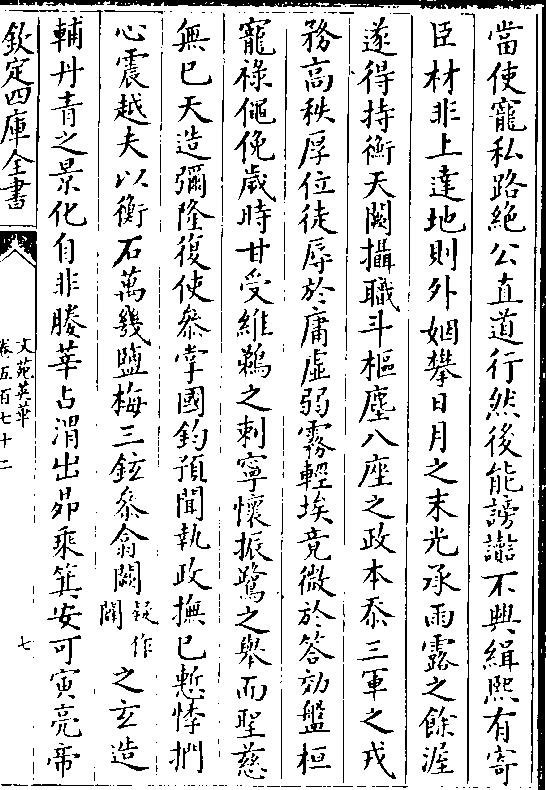 當使寵私路絶公直道行然後能謗讟不興緝熙有寄
臣材非上達地則外姻攀日月之末光承雨露之餘渥
遂得持衡天闕攝職斗樞塵八座之政本忝三軍之戎
務高秩厚位徒辱於庸虛弱霧輕埃竟微於答効盤桓
寵祿僶俛歲時甘受維鵜之刺寧懷振鷺之舉而聖慈
無已天造彌隆復使叅掌國鈞預聞執政撫已慙悸捫
心震越夫以衡石萬幾鹽梅三鉉叅翕闢疑作闗之玄造
輔丹青之景化自非騰華占渭出昴乘箕安可寅亮帝
欽定四庫全書
文苑英華
卷五百七十二
七